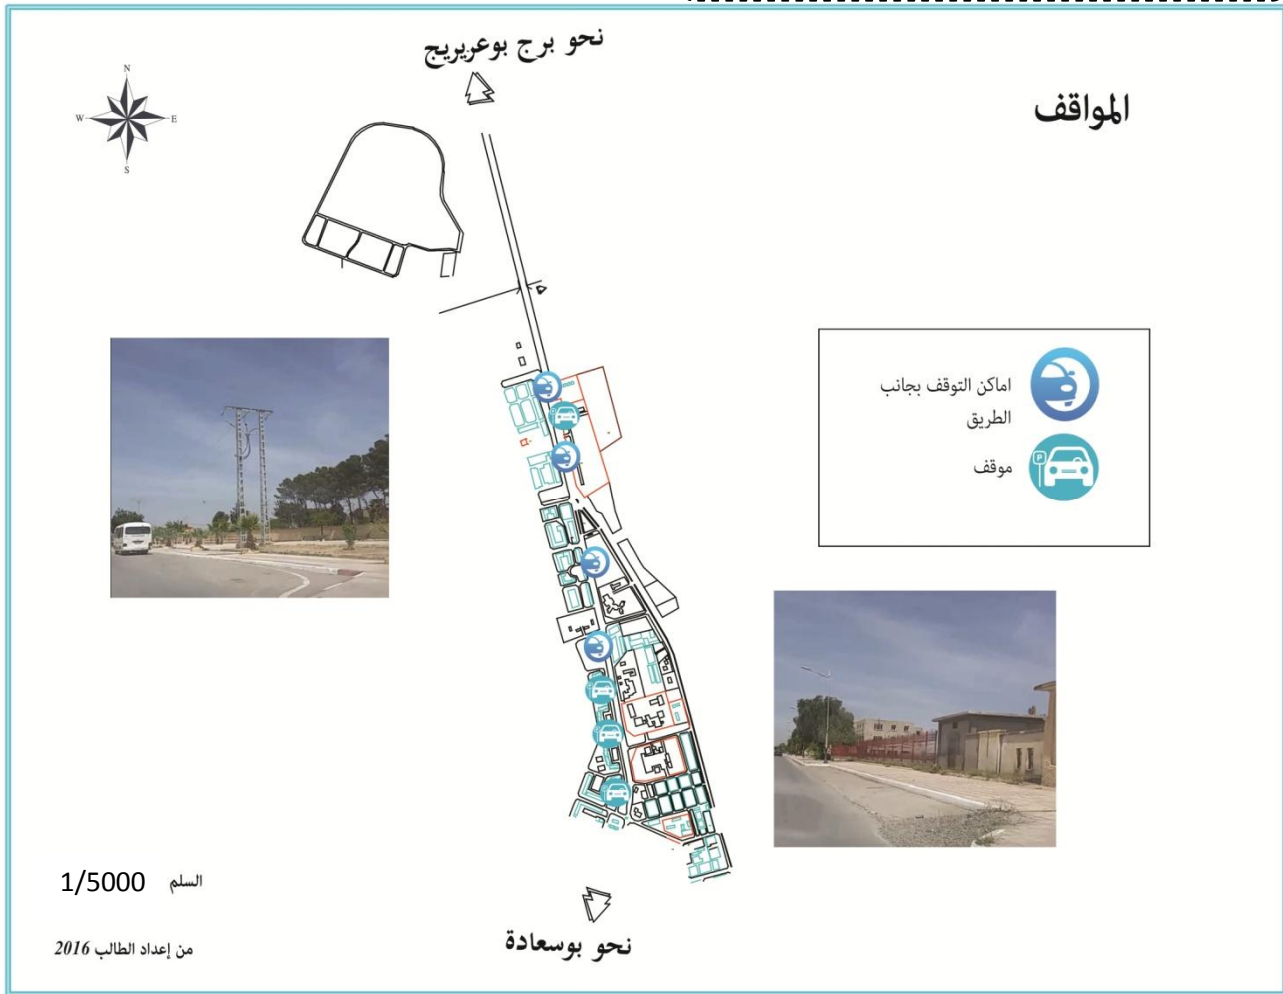 نحو برج بوعريريج
المواقف
N
W
E
S
اماكن التوقف بجانب
الطريق
P
موقف
1/5000 السلم
من إعداد الطالب 2016
نحو بوسعادة